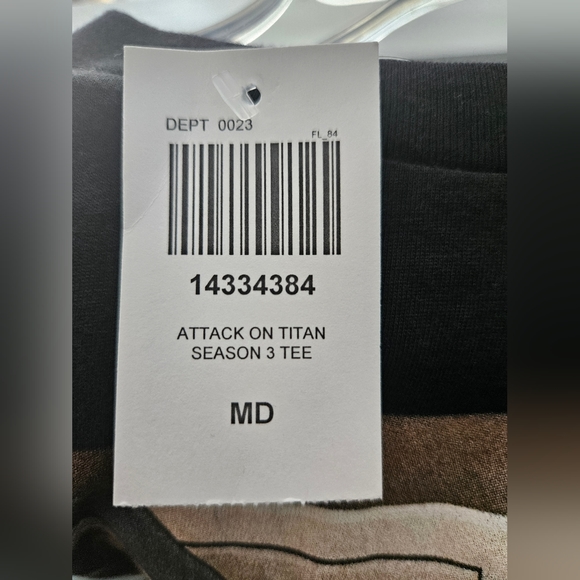 DEPT 0023
FL_84
14334384
ATTACK ON TITAN
SEASON 3 TEE
MD